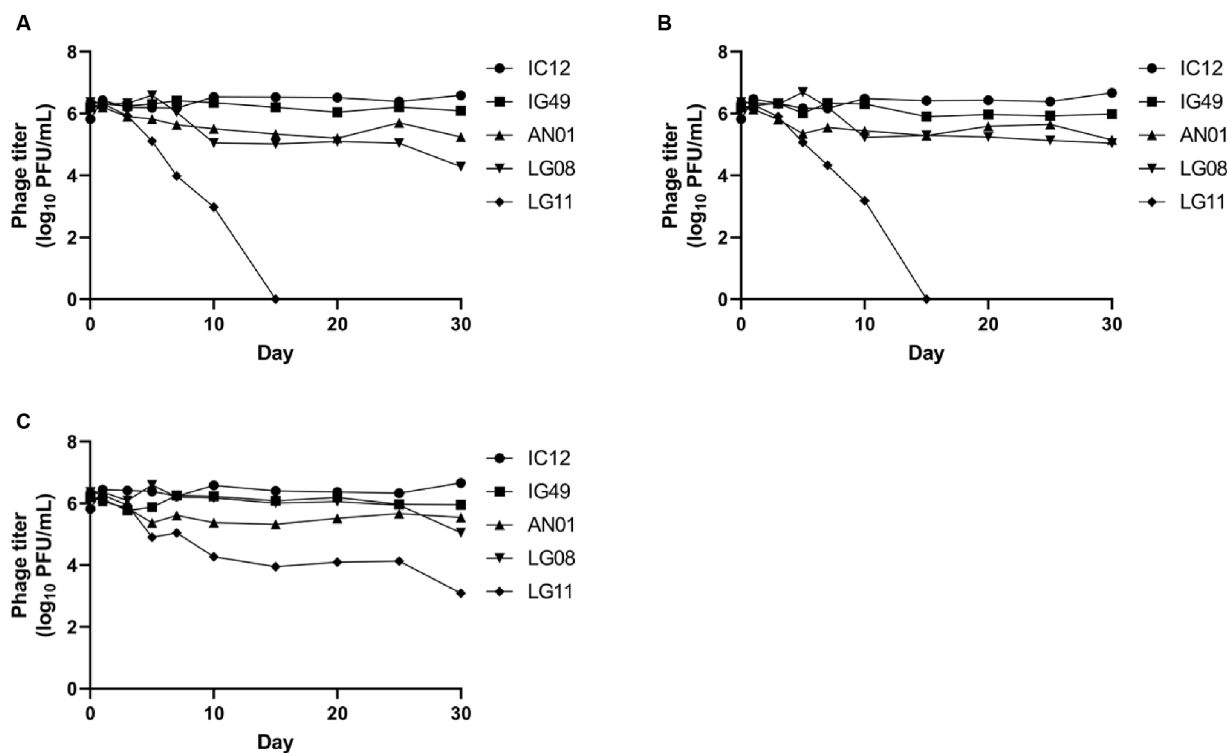 A
Phage titer
(log10 PFU/mL)
8
6
4
2
0
0 10 20 30
Day
IC12
IG49
AN01
LG08
LG11
B
Phage titer
(log10 PFU/mL)
8
6
4
2
0
0 10 20 30
Day
IC12
IG49
AN01
LG08
LG11
C
Phage titer
(log10 PFU/mL)
8
6
4
2
0
0 10 20 30
Day
IC12
IG49
AN01
LG08
LG11